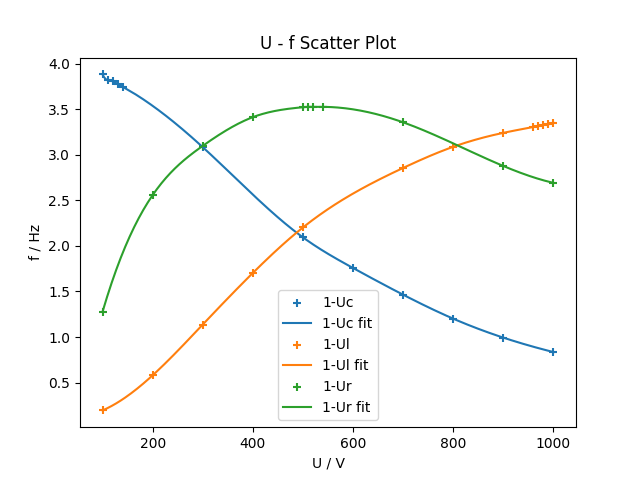 U - f Scatter Plot
f / Hz
4.0
3.5
3.0
2.5
2.0
1.5
1.0
0.5
1-Uc
1-Uc fit
1-Ul
1-Ul fit
1-Ur
1-Ur fit
200 400 600 800 1000
U / V